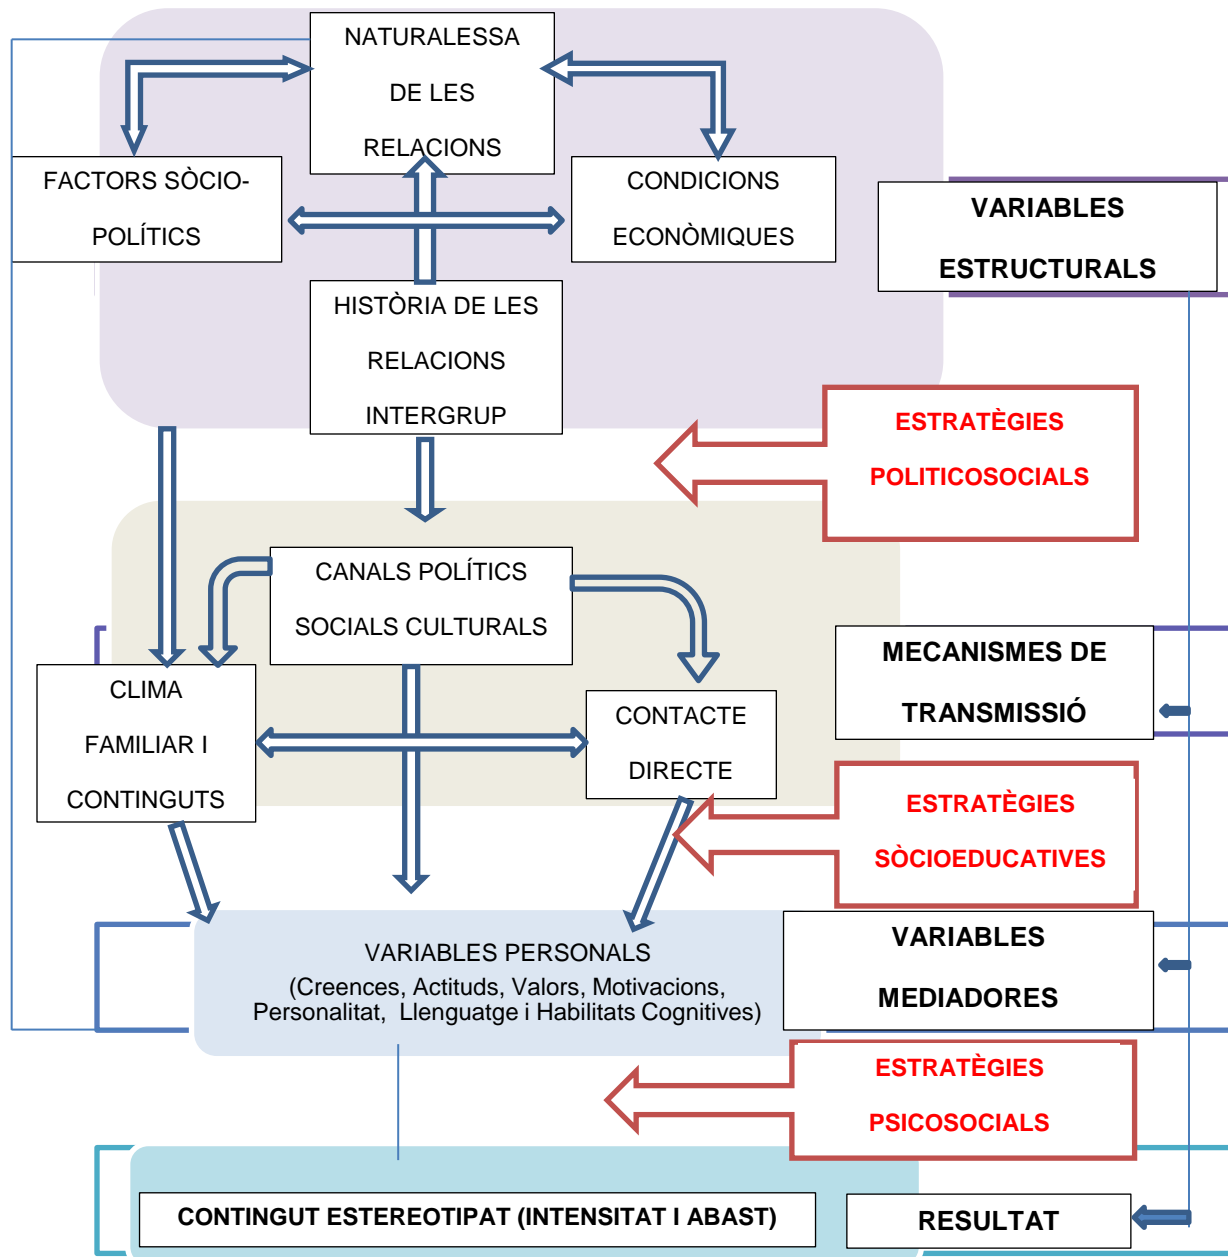 NATURALESSA
DE LES
RELACIONS
FACTORS SÒCIO-
POLÍTICS
CONDICIONS
ECONÒMIQUES
VARIABLES
ESTRUCTURALS
HISTÒRIA DE LES
RELACIONS
INTERGRUP
ESTRATÈGIES
POLITICOSOCIALS
CANALS POLÍTICS
SOCIALS CULTURALS
MECANISMES DE
TRANSMISSIÓ
CLIMA
FAMILIAR I
CONTINGUTS
CONTACTE
DIRECTE
ESTRATÈGIES
SÒCIOEDUCATIVES
VARIABLES PERSONALS
(Creences, Actituds, Valors, Motivacions,
Personalitat, Llenguatge i Habilitats Cognitives)
VARIABLES
MEDIADORES
ESTRATÈGIES
PSICOSOCIALS
CONTINGUT ESTEREOTIPAT (INTENSITAT I ABAST)
RESULTAT